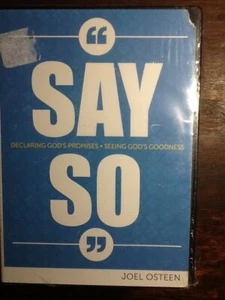 “
SAY
DECLARING GOD'S PROMISES • SEEING GOD'S GOODNESS
SO
”
JOEL OSTEEN